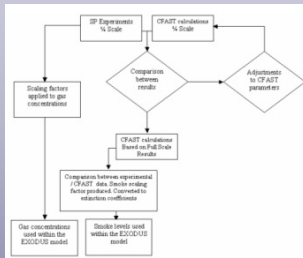 SP Experiments
¾ Scale
CFAST calculations
¾ Scale
Scaling factors
applied to gas
concentrations
Comparison
between
results
Adjustments
to CFAST
parameters
CFAST calculations
Based on Full Scale
Results
Comparison between experimental
/ CFAST data. Smoke scaling
factor produced. Converted to
extinction coefficients
Gas concentrations
used within the
EXODUS model
Smoke levels used
within the
EXODUS model